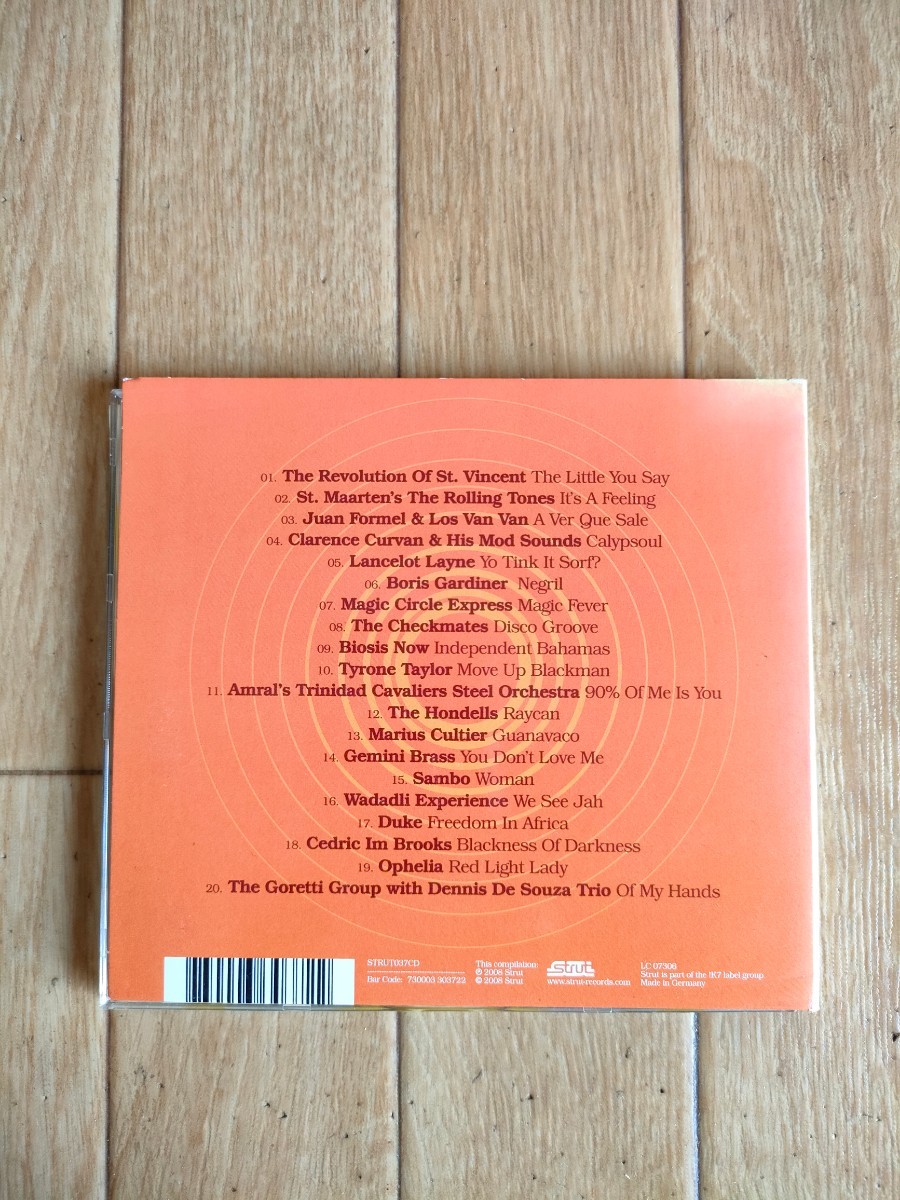 01. The Revolution Of St. Vincent The Little You Say
02. St. Maarten's The Rolling Tones It's A Feeling
03. Juan Formel & Los Van Van A Ver Que Sale
04. Clarence Curvan & His Mod Sounds Calypsoul
05. Lancelot Layne Yo Tink It Sorf?
06. Boris Gardiner Negril
07. Magic Circle Express Magic Fever
08. The Checkmates Disco Groove
09. Biosis Now Independent Bahamas
10. Tyrone Taylor Move Up Blackman
11. Amral's Trinidad Cavaliers Steel Orchestra 90% Of Me Is You
12. The Hondells Raycan
13. Marius Cultier Guanavaco
14. Gemini Brass You Don't Love Me
15. Sambo Woman
16. Wadadli Experience We See Jah
17. Duke Freedom In Africa
18. Cedric Im Brooks Blackness Of Darkness
19. Ophelia Red Light Lady
20. The Goretti Group with Dennis De Souza Trio Of My Hands
STRUT037CD
Bar Code: 730003 303722
This compilation:
℗ 2008 Strut
© 2008 Strut
Strut
www.strut-records.com
LC 07306
Strut is part of the !K7 label group.
Made in Germany